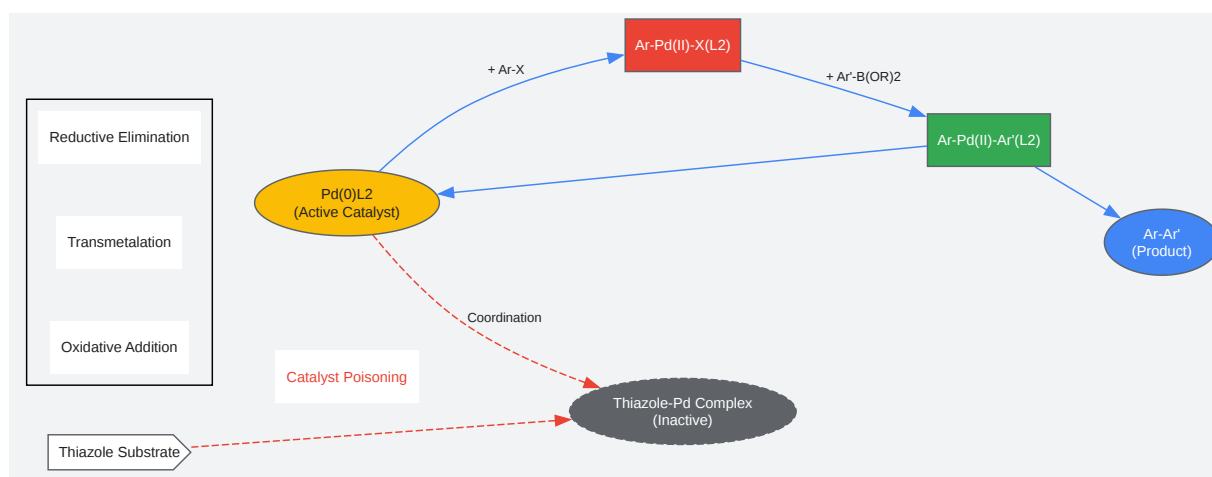 Ar-Pd(II)-X(L2)
+ Ar-X
+ Ar'-B(OR)2
Reductive Elimination
Ar-Pd(II)-Ar'(L2)
Pd(0)L2
(Active Catalyst)
Transmetalation
Ar-Ar'
(Product)
Coordination
Oxidative Addition
Catalyst Poisoning
Thiazole-Pd Complex
(Inactive)
Thiazole Substrate